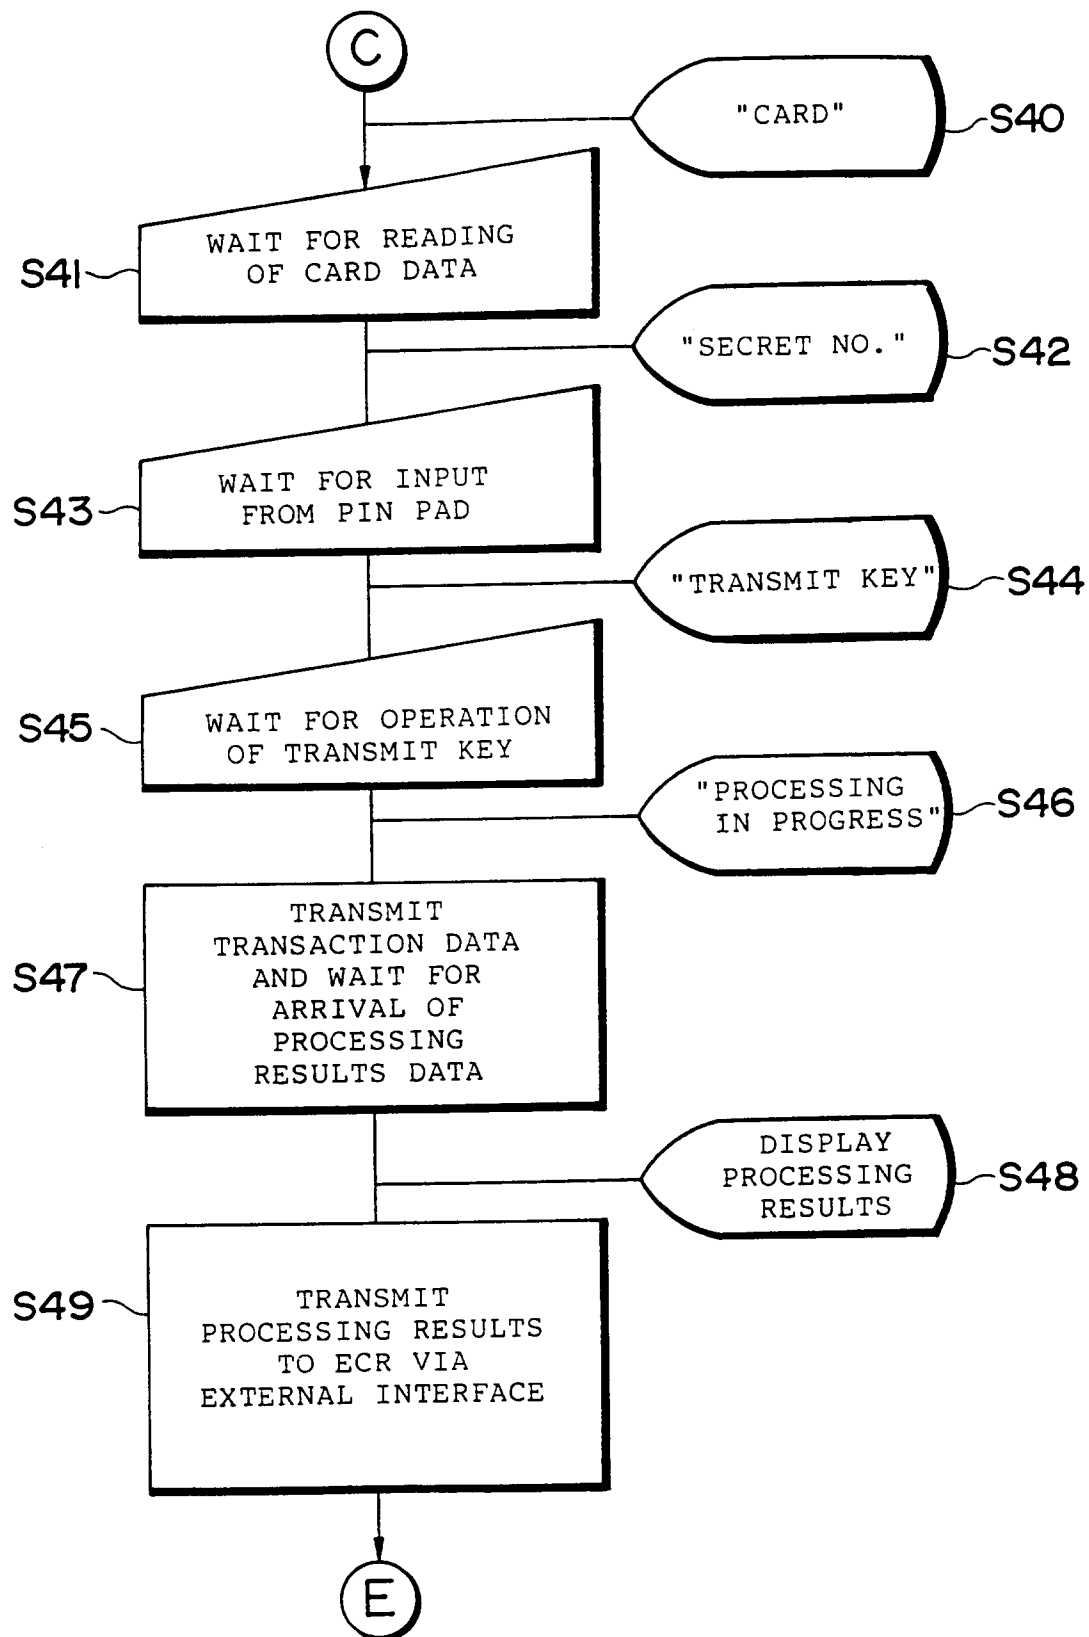 C
"CARD"
S40
WAIT FOR READING
OF CARD DATA
S41
"SECRET NO."
S42
WAIT FOR INPUT
FROM PIN PAD
S43
"TRANSMIT KEY"
S44
WAIT FOR OPERATION
OF TRANSMIT KEY
S45
"PROCESSING
IN PROGRESS"
S46
TRANSMIT
TRANSACTION DATA
AND WAIT FOR
ARRIVAL OF
PROCESSING
RESULTS DATA
S47
DISPLAY
PROCESSING
RESULTS
S48
TRANSMIT
PROCESSING RESULTS
TO ECR VIA
EXTERNAL INTERFACE
S49
E